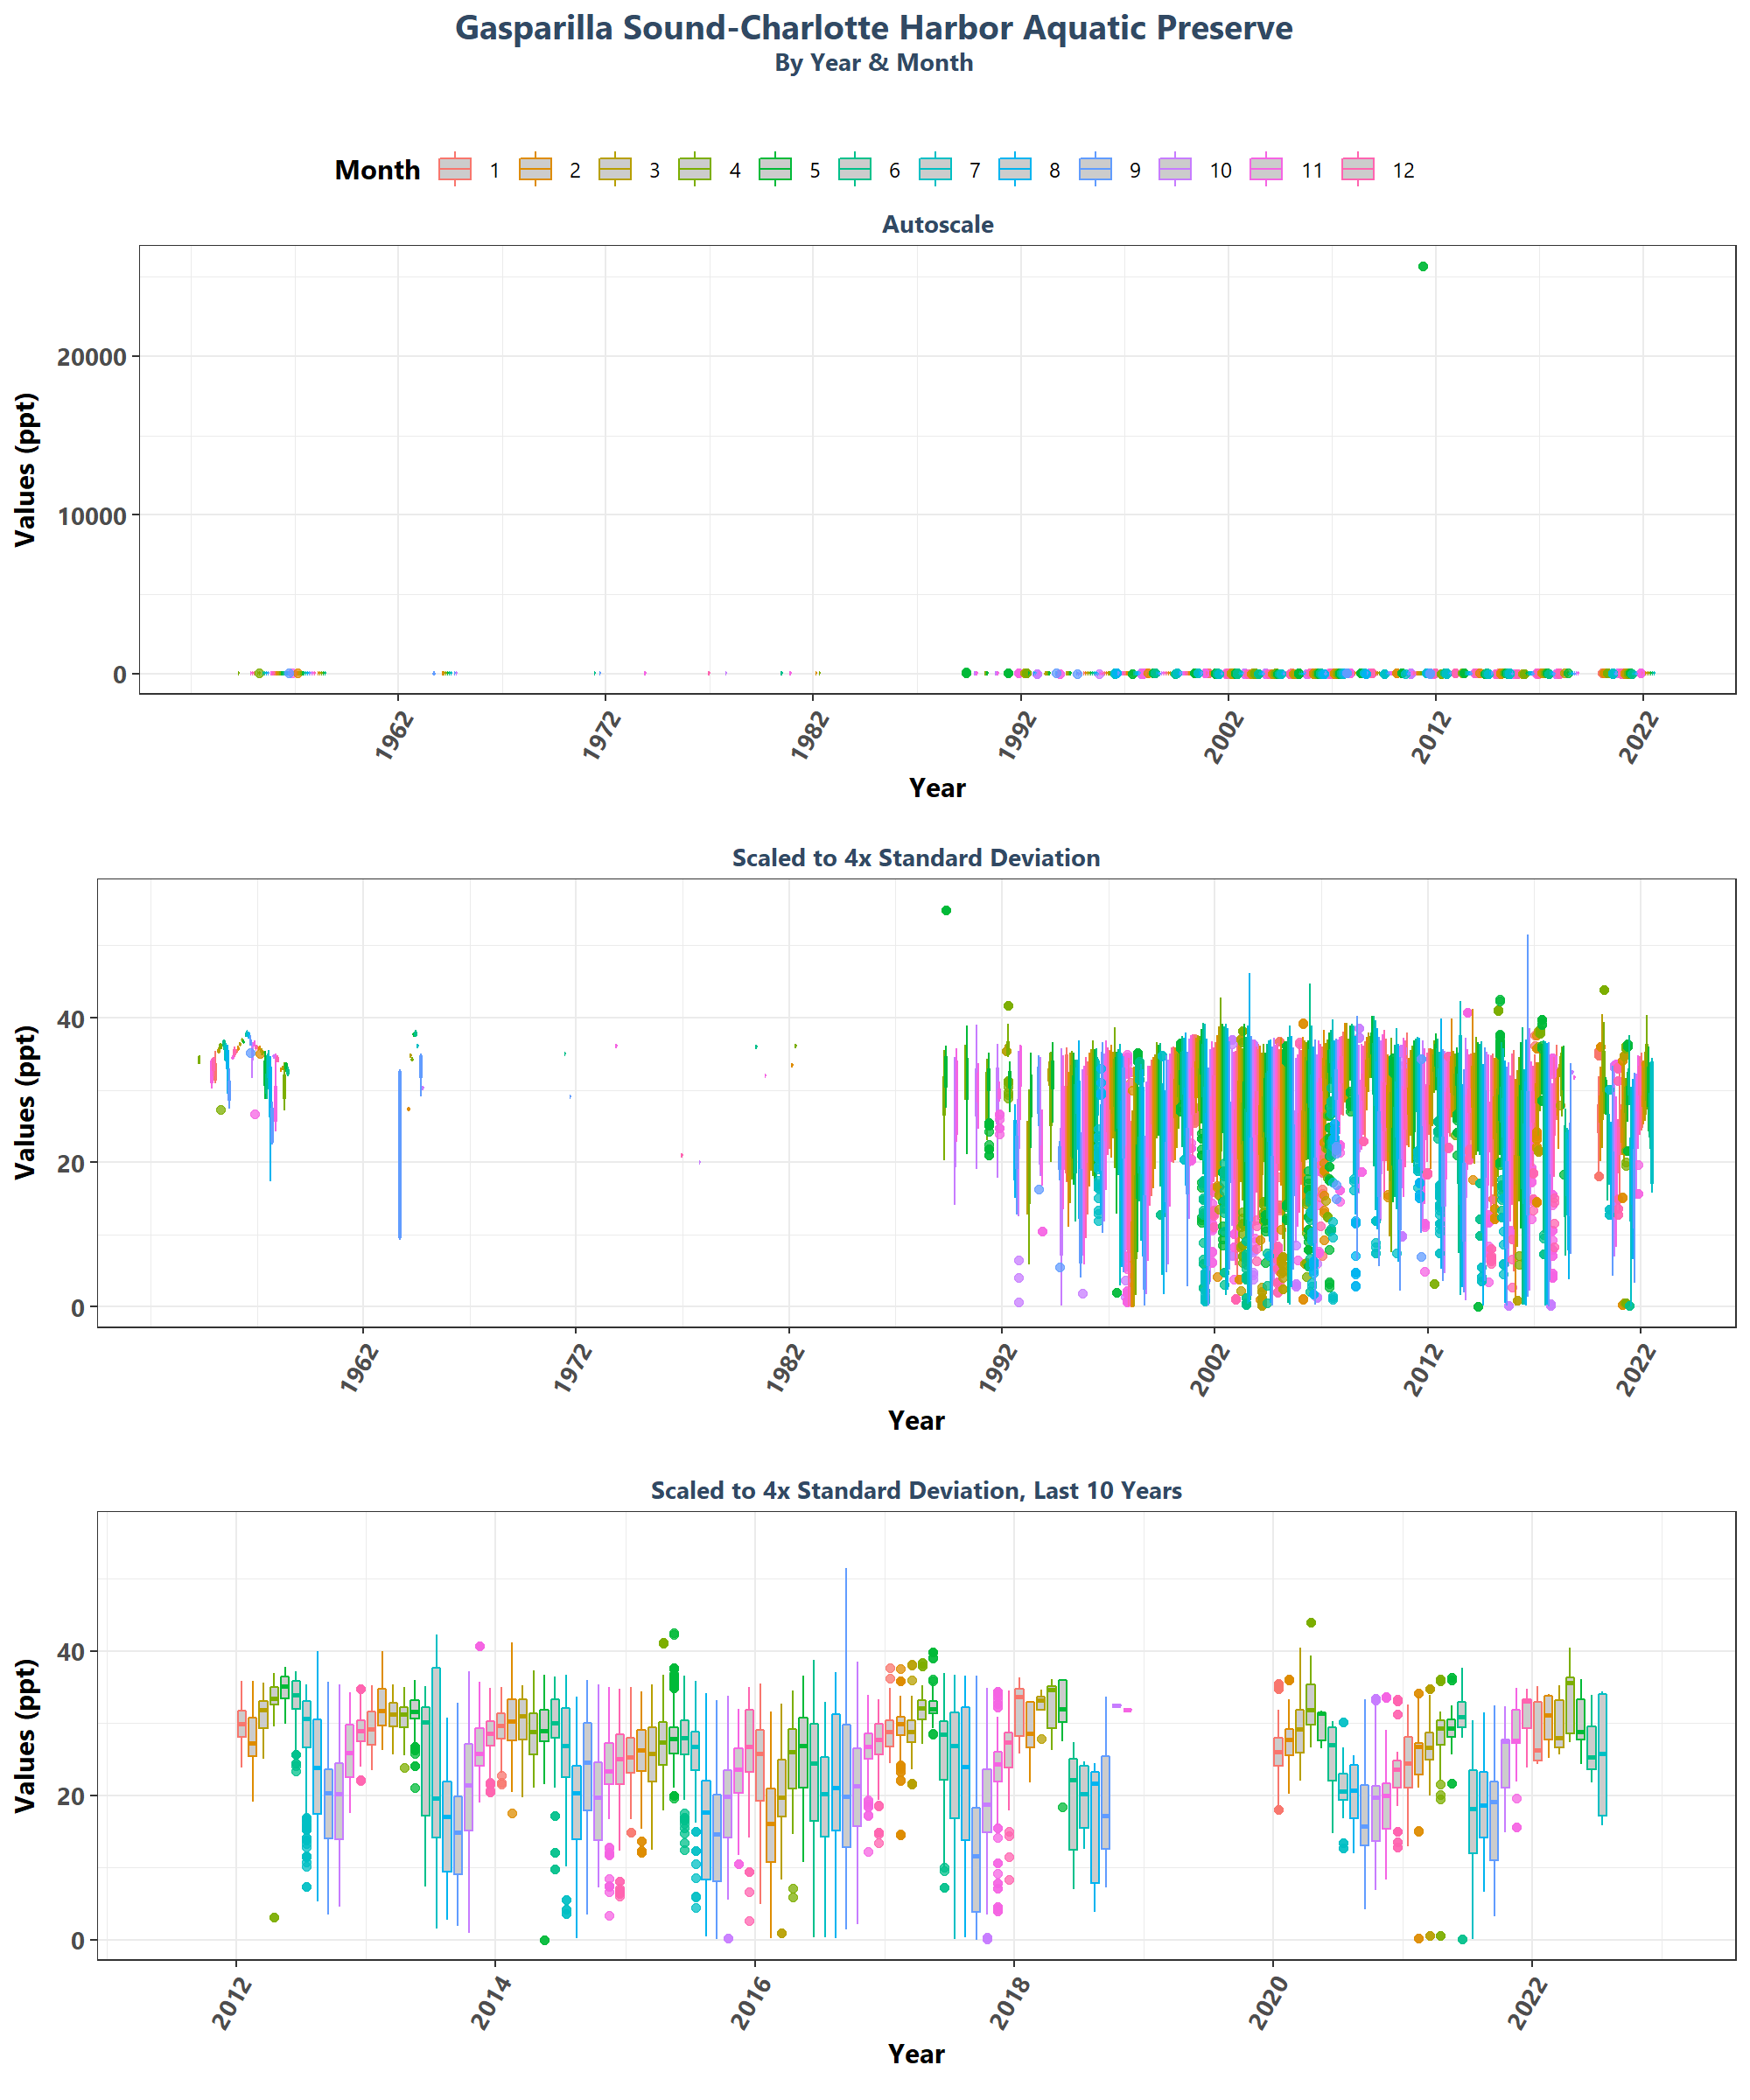 Gasparilla Sound-Charlotte Harbor Aquatic Preserve
By Year & Month
Month 1 2 3 4 5 6 7 8 9 10 11 12
Autoscale
Values (ppt)
20000
10000
0
1962 1972 1982 1992 2002 2012 2022
Year
Scaled to 4x Standard Deviation
Values (ppt)
40
20
0
1962 1972 1982 1992 2002 2012 2022
Year
Scaled to 4x Standard Deviation, Last 10 Years
Values (ppt)
40
20
0
2012 2014 2016 2018 2020 2022
Year